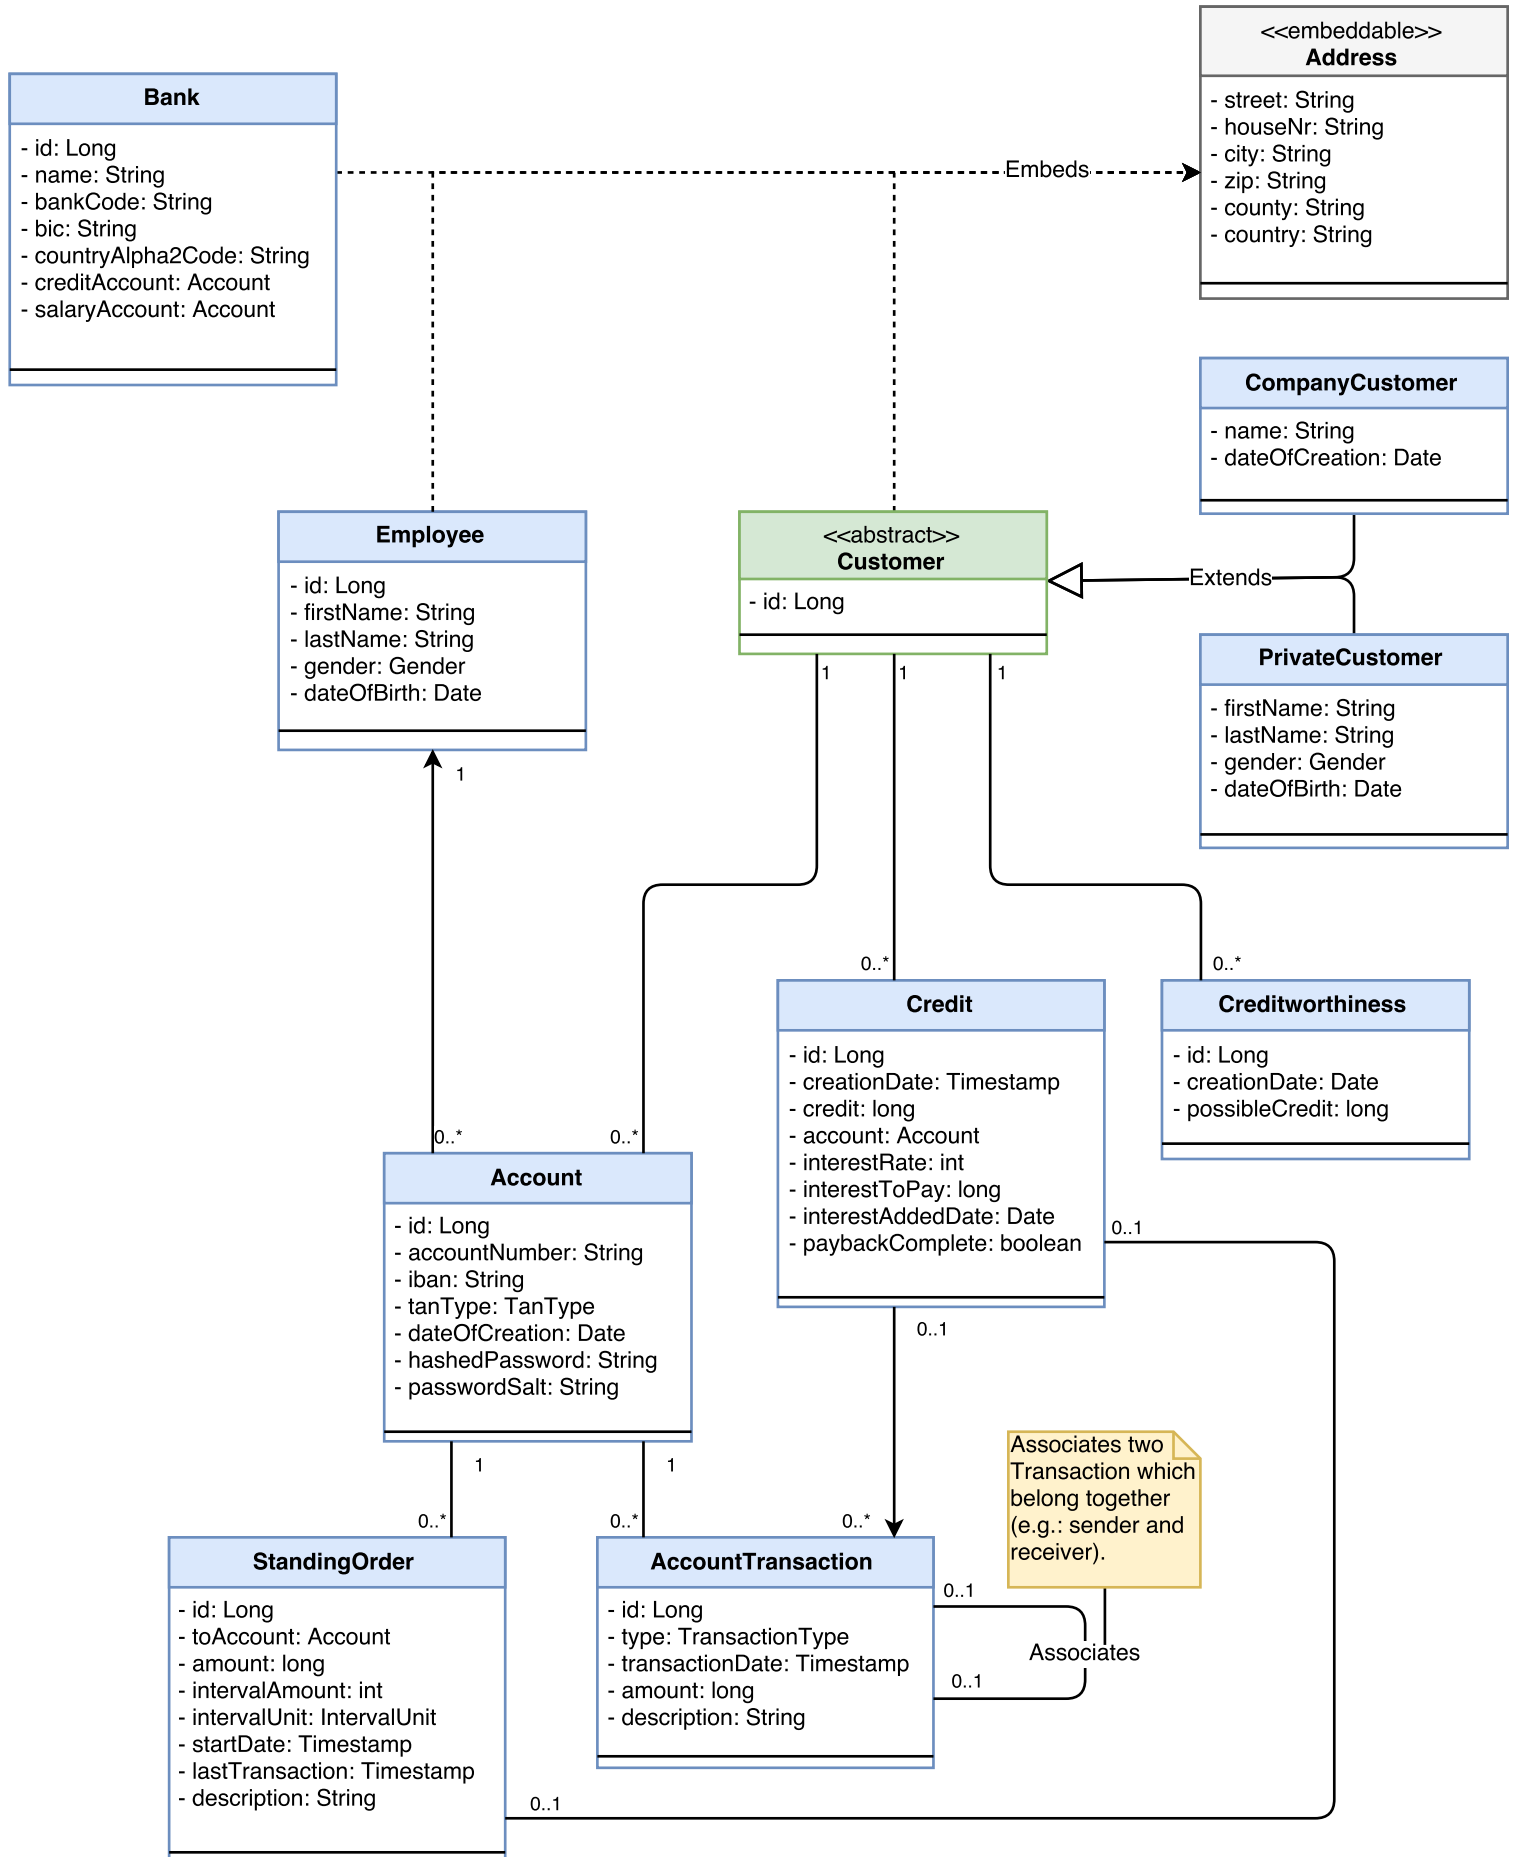 <<embeddable>>
Address
- street: String
- houseNr: String
- city: String
- zip: String
- county: String
- country: String
Bank
- id: Long
- name: String
- bankCode: String
- bic: String
- countryAlpha2Code: String
- creditAccount: Account
- salaryAccount: Account
Embeds
CompanyCustomer
- name: String
- dateOfCreation: Date
Employee
- id: Long
- firstName: String
- lastName: String
- gender: Gender
- dateOfBirth: Date
<<abstract>>
Customer
- id: Long
Extends
PrivateCustomer
- firstName: String
- lastName: String
- gender: Gender
- dateOfBirth: Date
1
1
1
1
0..*
0..*
0..*
0..*
Credit
- id: Long
- creationDate: Timestamp
- credit: long
- account: Account
- interestRate: int
- interestToPay: long
- interestAddedDate: Date
- paybackComplete: boolean
Creditworthiness
- id: Long
- creationDate: Date
- possibleCredit: long
Account
- id: Long
- accountNumber: String
- iban: String
- tanType: TanType
- dateOfCreation: Date
- hashedPassword: String
- passwordSalt: String
0..1
0..1
1
1
0..*
0..*
0..*
Associates two
Transaction which
belong together
(e.g.: sender and
receiver).
StandingOrder
- id: Long
- toAccount: Account
- amount: long
- intervalAmount: int
- intervalUnit: IntervalUnit
- startDate: Timestamp
- lastTransaction: Timestamp
- description: String
AccountTransaction
- id: Long
- type: TransactionType
- transactionDate: Timestamp
- amount: long
- description: String
0..1
Associates
0..1
0..1